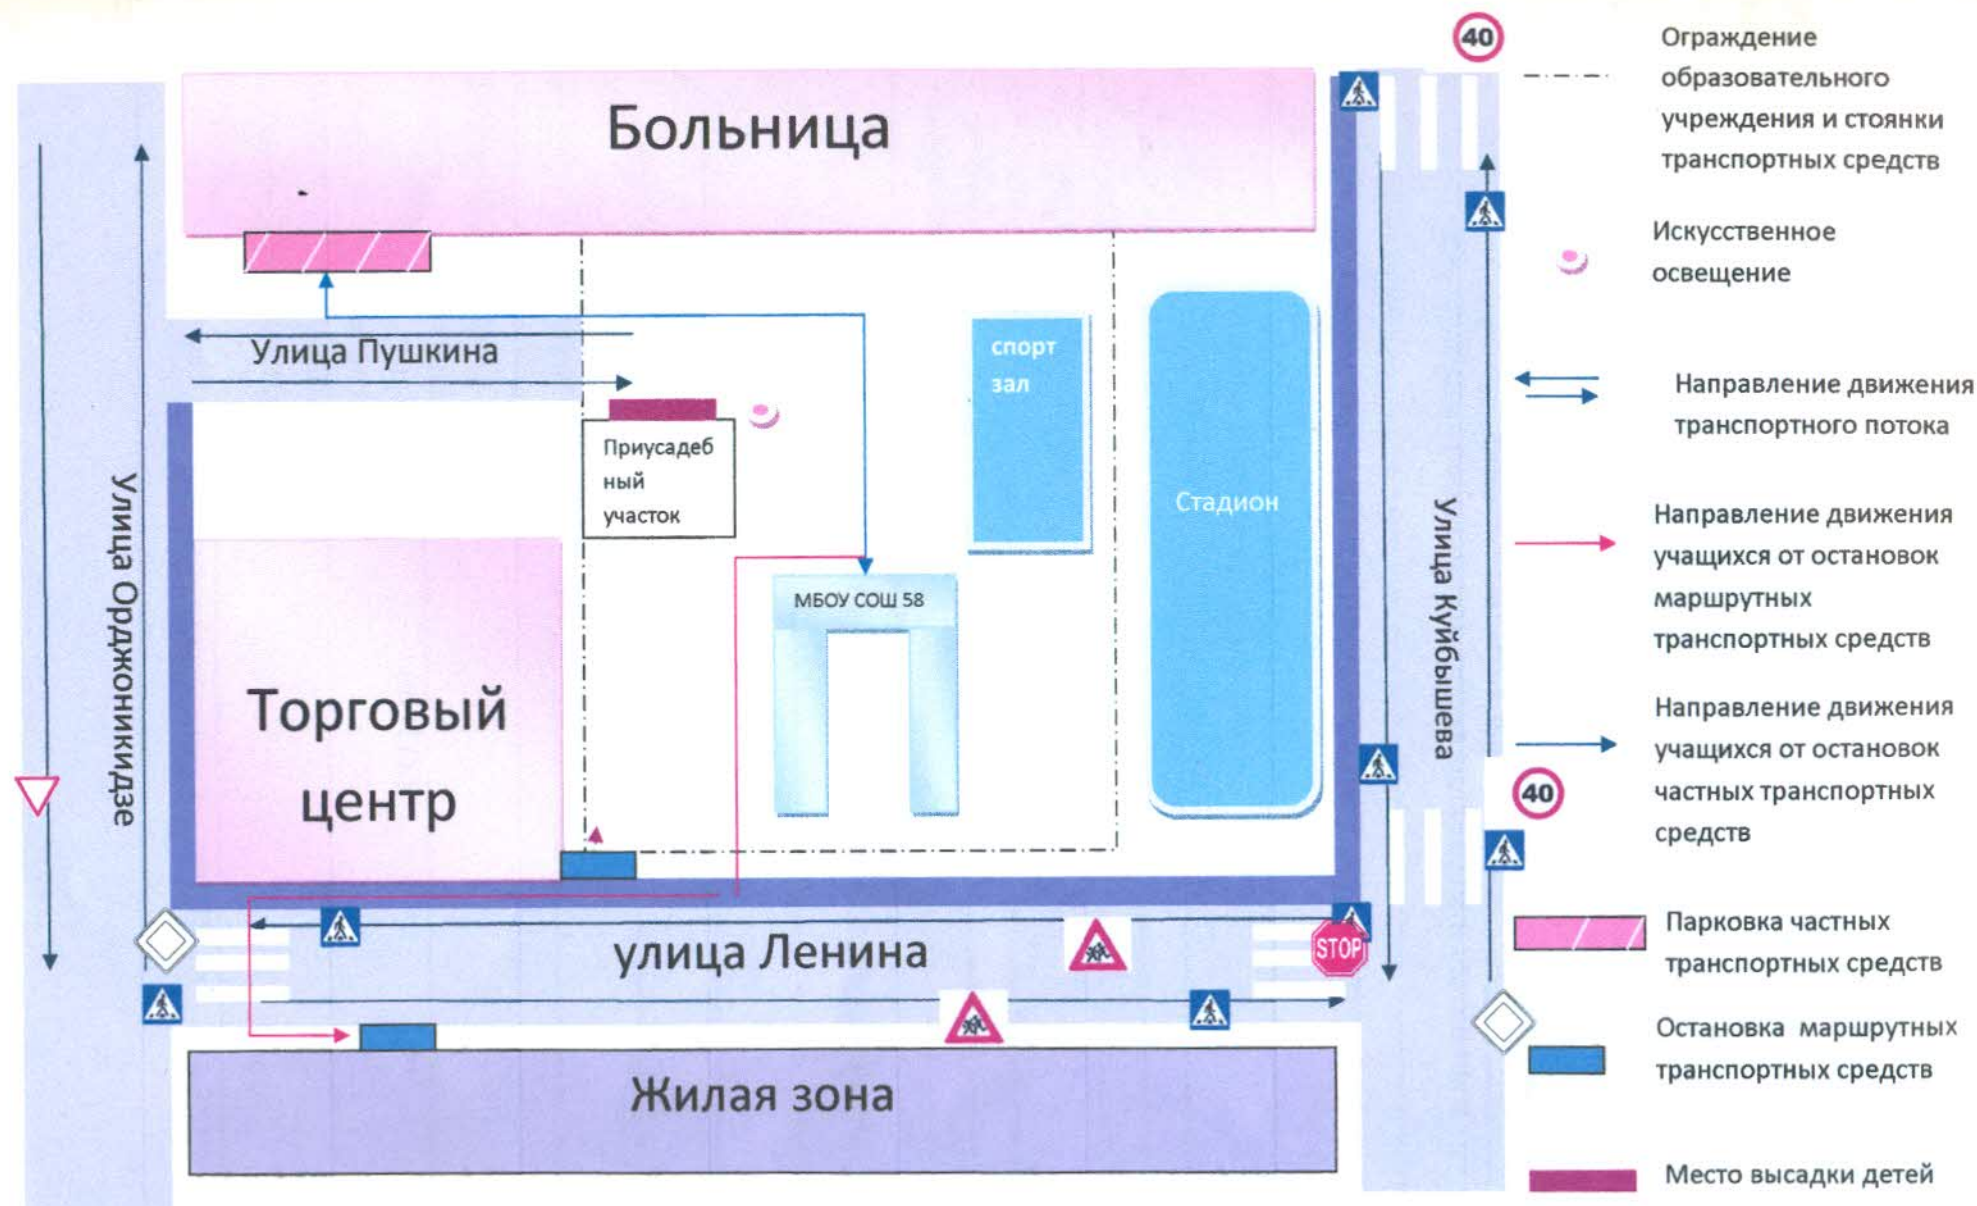 Больница
Улица Пушкина
спорт
зал
Приусадеб
ный
участок
Стадион
МБОУ СОШ 58
Торговый
центр
Улица Орджоникидзе
Улица Куйбышева
улица Ленина
STOP
Жилая зона
40
40
Ограждение
образовательного
учреждения и стоянки
транспортных средств
Искусственное
освещение
Направление движения
транспортного потока
Направление движения
учащихся от остановок
маршрутных
транспортных средств
Направление движения
учащихся от остановок
частных транспортных
средств
Парковка частных
транспортных средств
Остановка маршрутных
транспортных средств
Место высадки детей